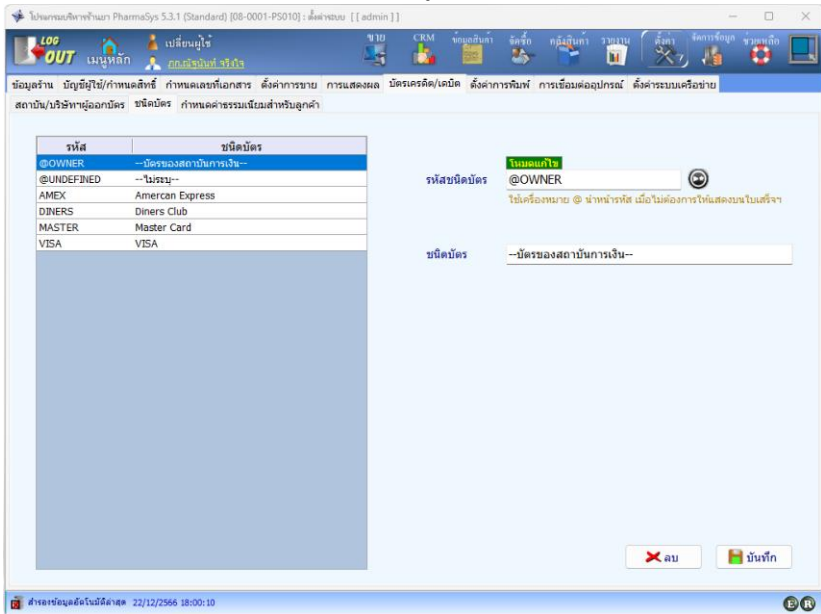 โปรแกรมบริหารร้านยา PharmaSys 5.3.1 (Standard) [08-0001-PS010] : ตั้งค่าระบบ [ [ admin ] ]
LOG OUT เมนูหลัก เปลี่ยนผู้ใช้
ขาย CRM ข้อมูลสินค้า จัดซื้อ คลังสินค้า รายงาน ตั้งค่า จัดการข้อมูล ช่วยเหลือ
ข้อมูลร้าน บัญชีผู้ใช้/กำหนดสิทธิ์ กำหนดเลขที่เอกสาร ตั้งค่าการขาย การแสดงผล บัตรเครดิต/เดบิต ตั้งค่าการพิมพ์ การเชื่อมต่ออุปกรณ์ ตั้งค่าระบบเครือข่าย
สถาบัน/บริษัทฯผู้ออกบัตร ชนิดบัตร กำหนดค่าธรรมเนียมสำหรับลูกค้า
รหัส ชนิดบัตร
@OWNER --บัตรของสถาบันการเงิน--
@UNDEFINED --ไม่ระบุ--
AMEX Amercan Express
DINERS Diners Club
MASTER Master Card
VISA VISA
โหมดแก้ไข
รหัสชนิดบัตร @OWNER
ใช้เครื่องหมาย @ นำหน้ารหัส เมื่อไม่ต้องการให้แสดงบนใบเสร็จฯ
ชนิดบัตร --บัตรของสถาบันการเงิน--
ลบ บันทึก
สำรองข้อมูลอัตโนมัติล่าสุด 22/12/2566 18:00:10
E R